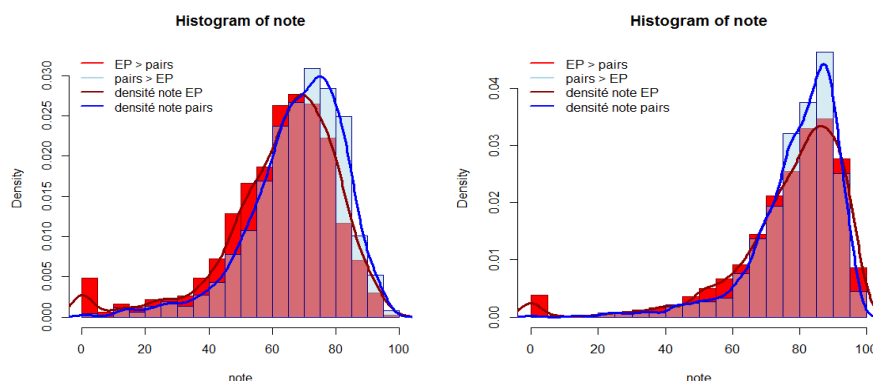 Histogram of note
EP > pairs
pairs > EP
densité note EP
densité note pairs
Density
0.000 0.005 0.010 0.015 0.020 0.025 0.030
0 20 40 60 80 100
note
Histogram of note
EP > pairs
pairs > EP
densité note EP
densité note pairs
Density
0.00 0.01 0.02 0.03 0.04
0 20 40 60 80 100
note